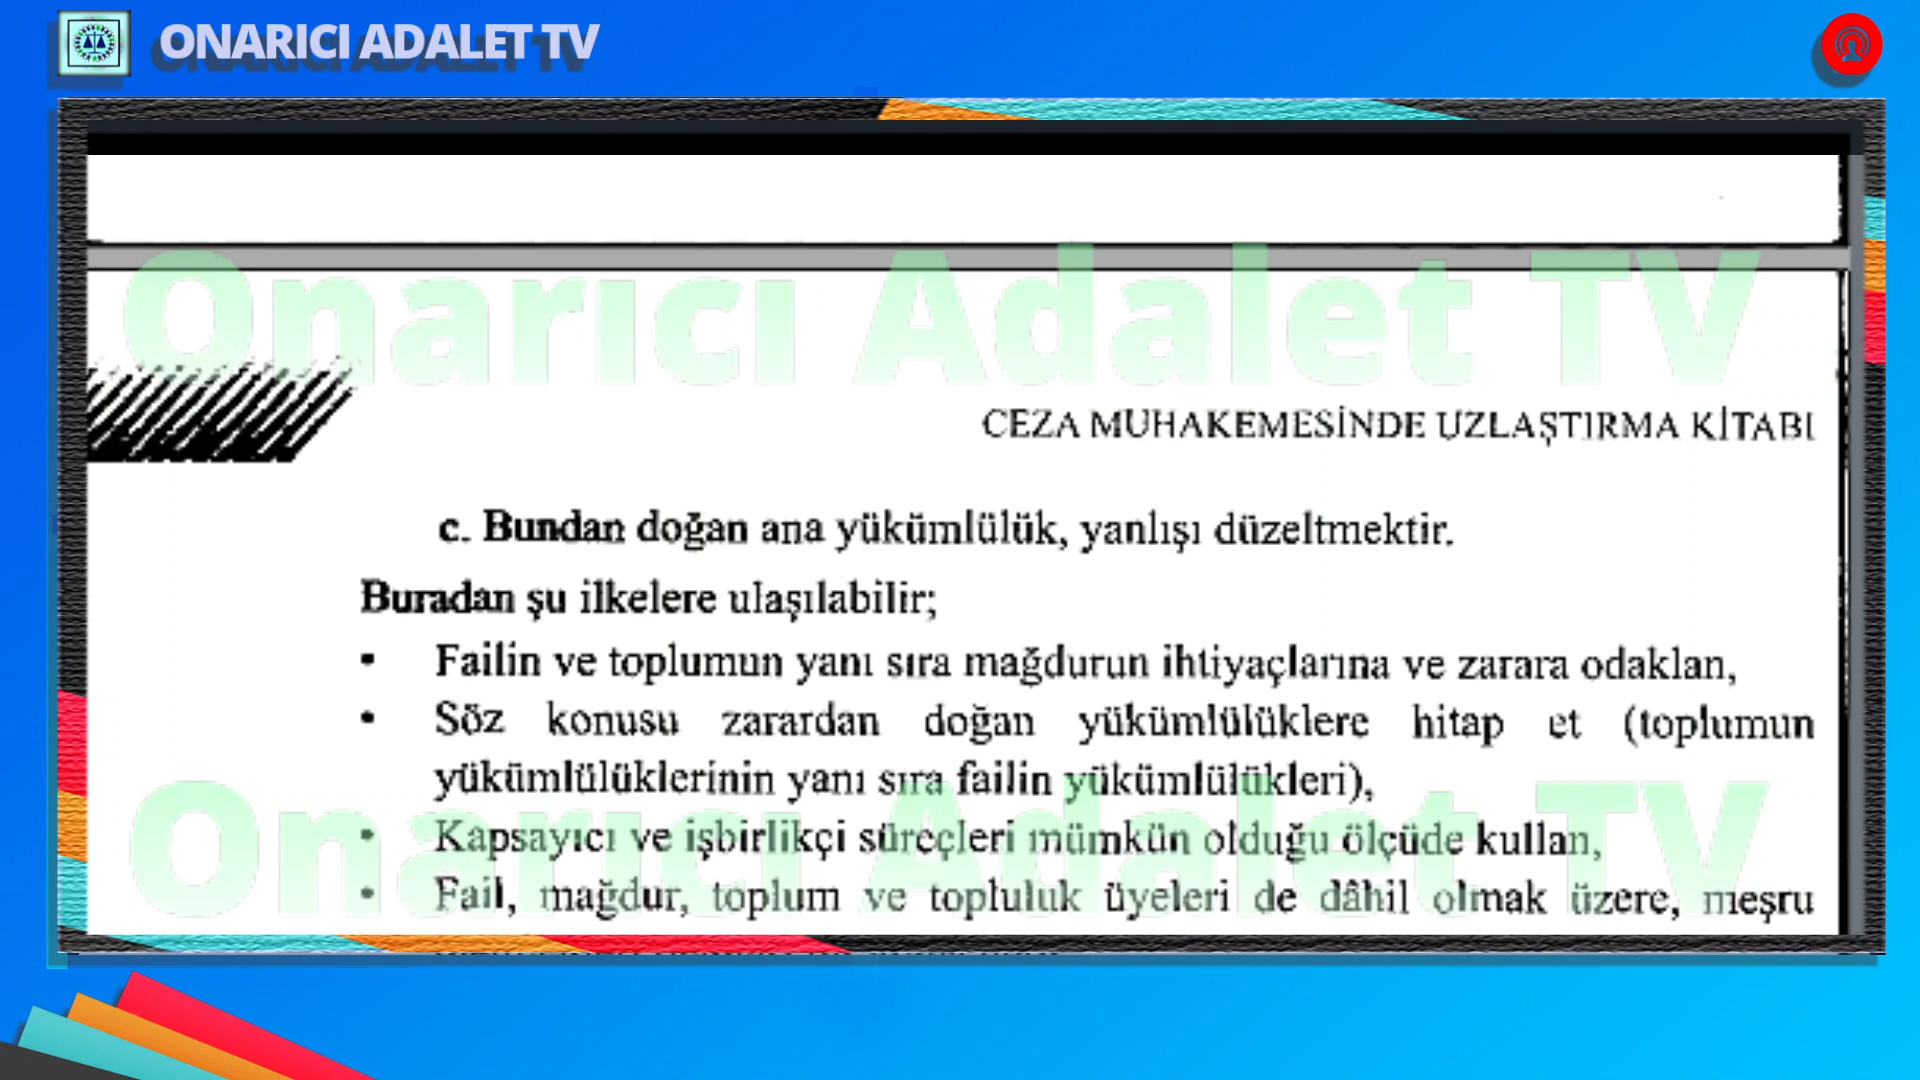 ONARICI ADALET TV
Onarıcı Adalet TV
CEZA MUHAKEMESİNDE UZLAŞTIRMA KİTABI
c. Bundan doğan ana yükümlülük, yanlışı düzeltmektir.
Buradan şu ilkelere ulaşılabilir;
• Failin ve toplumun yanı sıra mağdurun ihtiyaçlarına ve zarara odaklan,
• Söz konusu zarardan doğan yükümlülüklere hitap et (toplumun
yükümlülüklerinin yanı sıra failin yükümlülükleri),
Onarıcı Adalet TV
• Kapsayıcı ve işbirlikçi süreçleri mümkün olduğu ölçüde kullan,
• Fail, mağdur, toplum ve topluluk üyeleri de dâhil olmak üzere, meşru